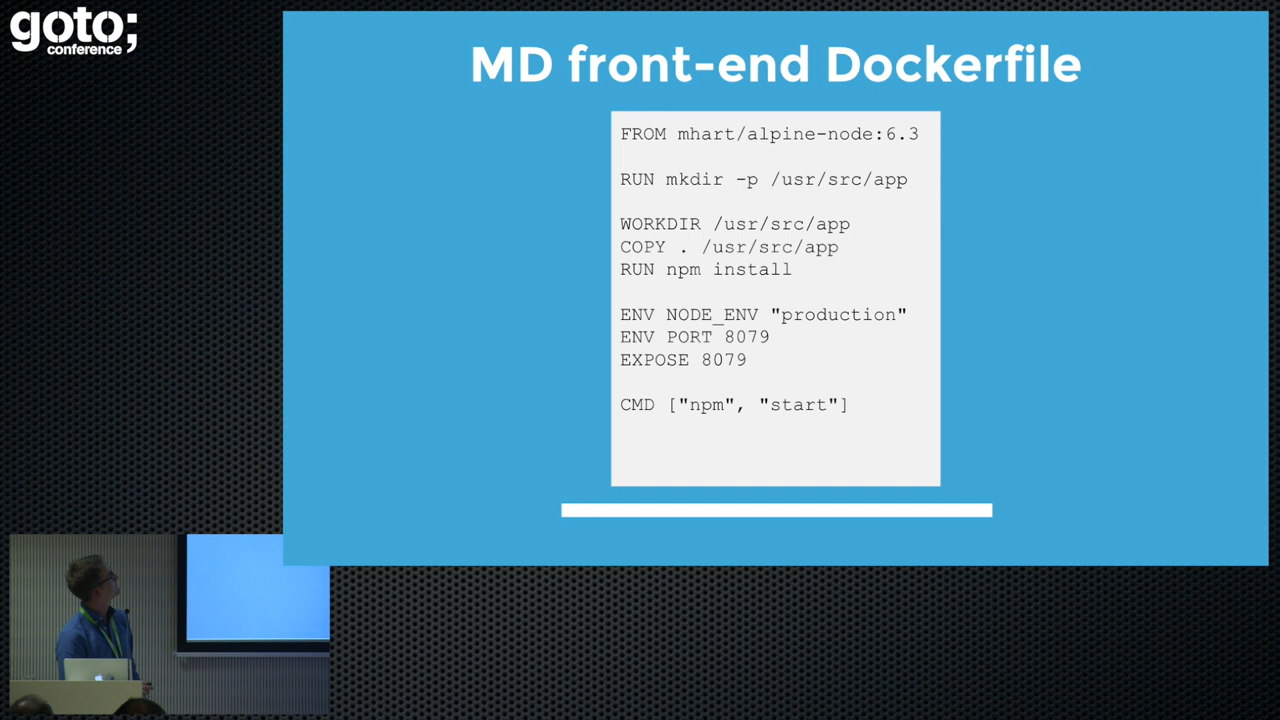 goto;
conference
MD front-end Dockerfile
FROM mhart/alpine-node:6.3
RUN mkdir -p /usr/src/app
WORKDIR /usr/src/app
COPY . /usr/src/app
RUN npm install
ENV NODE_ENV "production"
ENV PORT 8079
EXPOSE 8079
CMD ["npm", "start"]